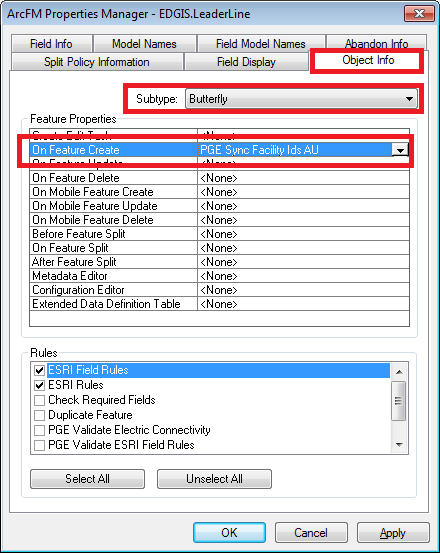 ArcFM Properties Manager - EDGIS.LeaderLine
Field Info Model Names Field Model Names Abandon Info
Split Policy Information Field Display Object Info
Subtype: Butterfly
Feature Properties
Create Edit Task <None>
On Feature Create PGE Sync Facility Ids AU
On Feature Update <None>
On Feature Delete <None>
On Mobile Feature Create <None>
On Mobile Feature Update <None>
On Mobile Feature Delete <None>
Before Feature Split <None>
On Feature Split <None>
After Feature Split <None>
Metadata Editor <None>
Configuration Editor <None>
Extended Data Definition Table <None>
Rules
ESRI Field Rules
ESRI Rules
Check Required Fields
Duplicate Feature
PGE Validate Electric Connectivity
PGE Validate ESRI Field Rules
Select All Unselect All
OK Cancel Apply